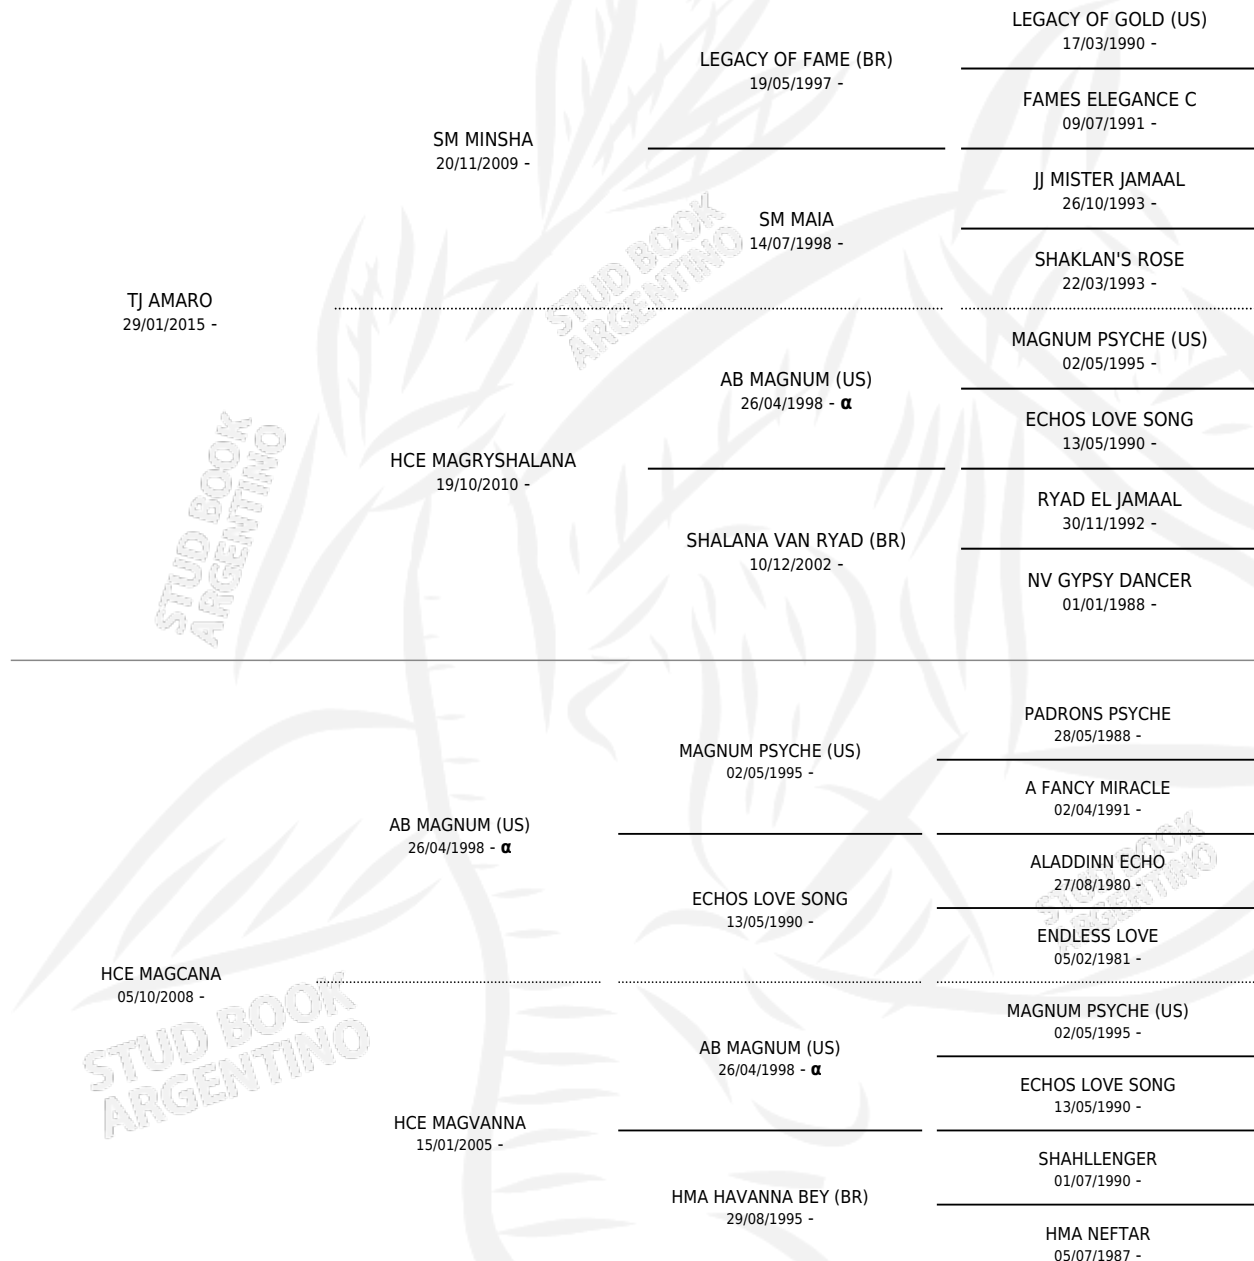 LEGACY OF GOLD (US)
17/03/1990 -
LEGACY OF FAME (BR)
19/05/1997 -
FAMES ELEGANCE C
09/07/1991 -
SM MINSHA
20/11/2009 -
JJ MISTER JAMAAL
26/10/1993 -
SM MAIA
14/07/1998 -
SHAKLAN'S ROSE
22/03/1993 -
TJ AMARO
29/01/2015 -
MAGNUM PSYCHE (US)
02/05/1995 -
AB MAGNUM (US)
26/04/1998 - α
ECHOS LOVE SONG
13/05/1990 -
HCE MAGRYSHALANA
19/10/2010 -
RYAD EL JAMAAL
30/11/1992 -
SHALANA VAN RYAD (BR)
10/12/2002 -
NV GYPSY DANCER
01/01/1988 -
STUD BOOK
ARGENTINO
STUD BOOK
ARGENTINO
PADRONS PSYCHE
28/05/1988 -
MAGNUM PSYCHE (US)
02/05/1995 -
A FANCY MIRACLE
02/04/1991 -
AB MAGNUM (US)
26/04/1998 - α
ALADDINN ECHO
27/08/1980 -
ECHOS LOVE SONG
13/05/1990 -
ENDLESS LOVE
05/02/1981 -
HCE MAGCANA
05/10/2008 -
MAGNUM PSYCHE (US)
02/05/1995 -
AB MAGNUM (US)
26/04/1998 - α
ECHOS LOVE SONG
13/05/1990 -
HCE MAGVANNA
15/01/2005 -
SHAHLLENGER
01/07/1990 -
HMA HAVANNA BEY (BR)
29/08/1995 -
HMA NEFTAR
05/07/1987 -
STUD BOOK
ARGENTINO
STUD BOOK
ARGENTINO